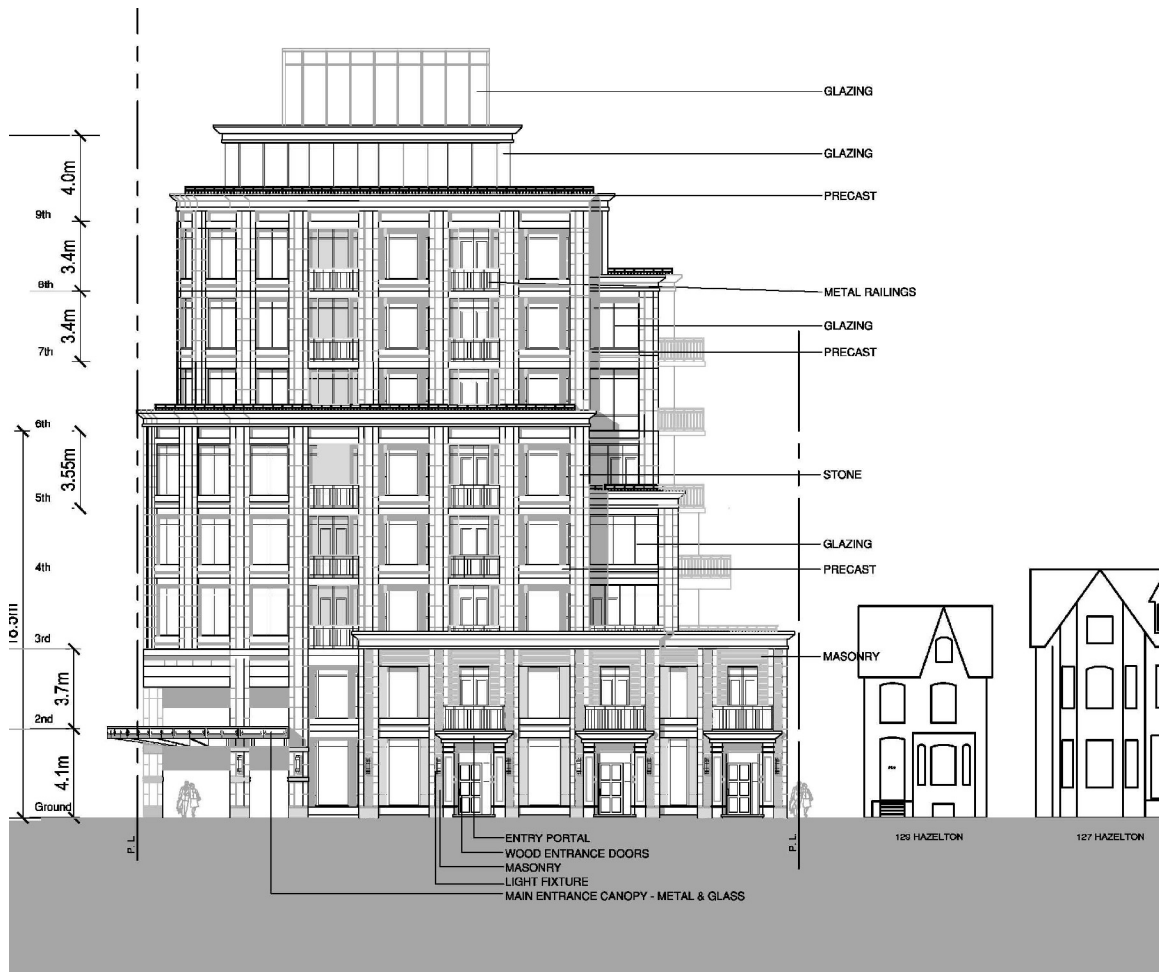 GLAZING
GLAZING
4.0m
PRECAST
9th
3.4m
8th
METAL RAILINGS
3.4m
GLAZING
7th
PRECAST
6th
3.55m
STONE
5th
GLAZING
4th
PRECAST
3rd
MASONRY
3.7m
2nd
4.1m
Ground
P. L.
P. L.
129 HAZELTON
127 HAZELTON
ENTRY PORTAL
WOOD ENTRANCE DOORS
MASONRY
LIGHT FIXTURE
MAIN ENTRANCE CANOPY - METAL & GLASS